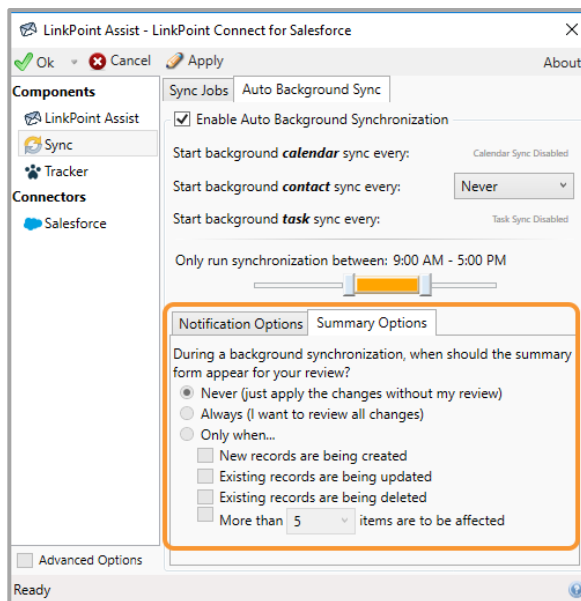 LinkPoint Assist - LinkPoint Connect for Salesforce
Ok Cancel Apply About
Components
LinkPoint Assist
Sync
Tracker
Connectors
Salesforce
Sync Jobs Auto Background Sync
Enable Auto Background Synchronization
Start background calendar sync every: Calendar Sync Disabled
Start background contact sync every: Never
Start background task sync every: Task Sync Disabled
Only run synchronization between: 9:00 AM - 5:00 PM
Notification Options Summary Options
During a background synchronization, when should the summary
form appear for your review?
Never (just apply the changes without my review)
Always (I want to review all changes)
Only when...
New records are being created
Existing records are being updated
Existing records are being deleted
More than 5 items are to be affected
Advanced Options
Ready